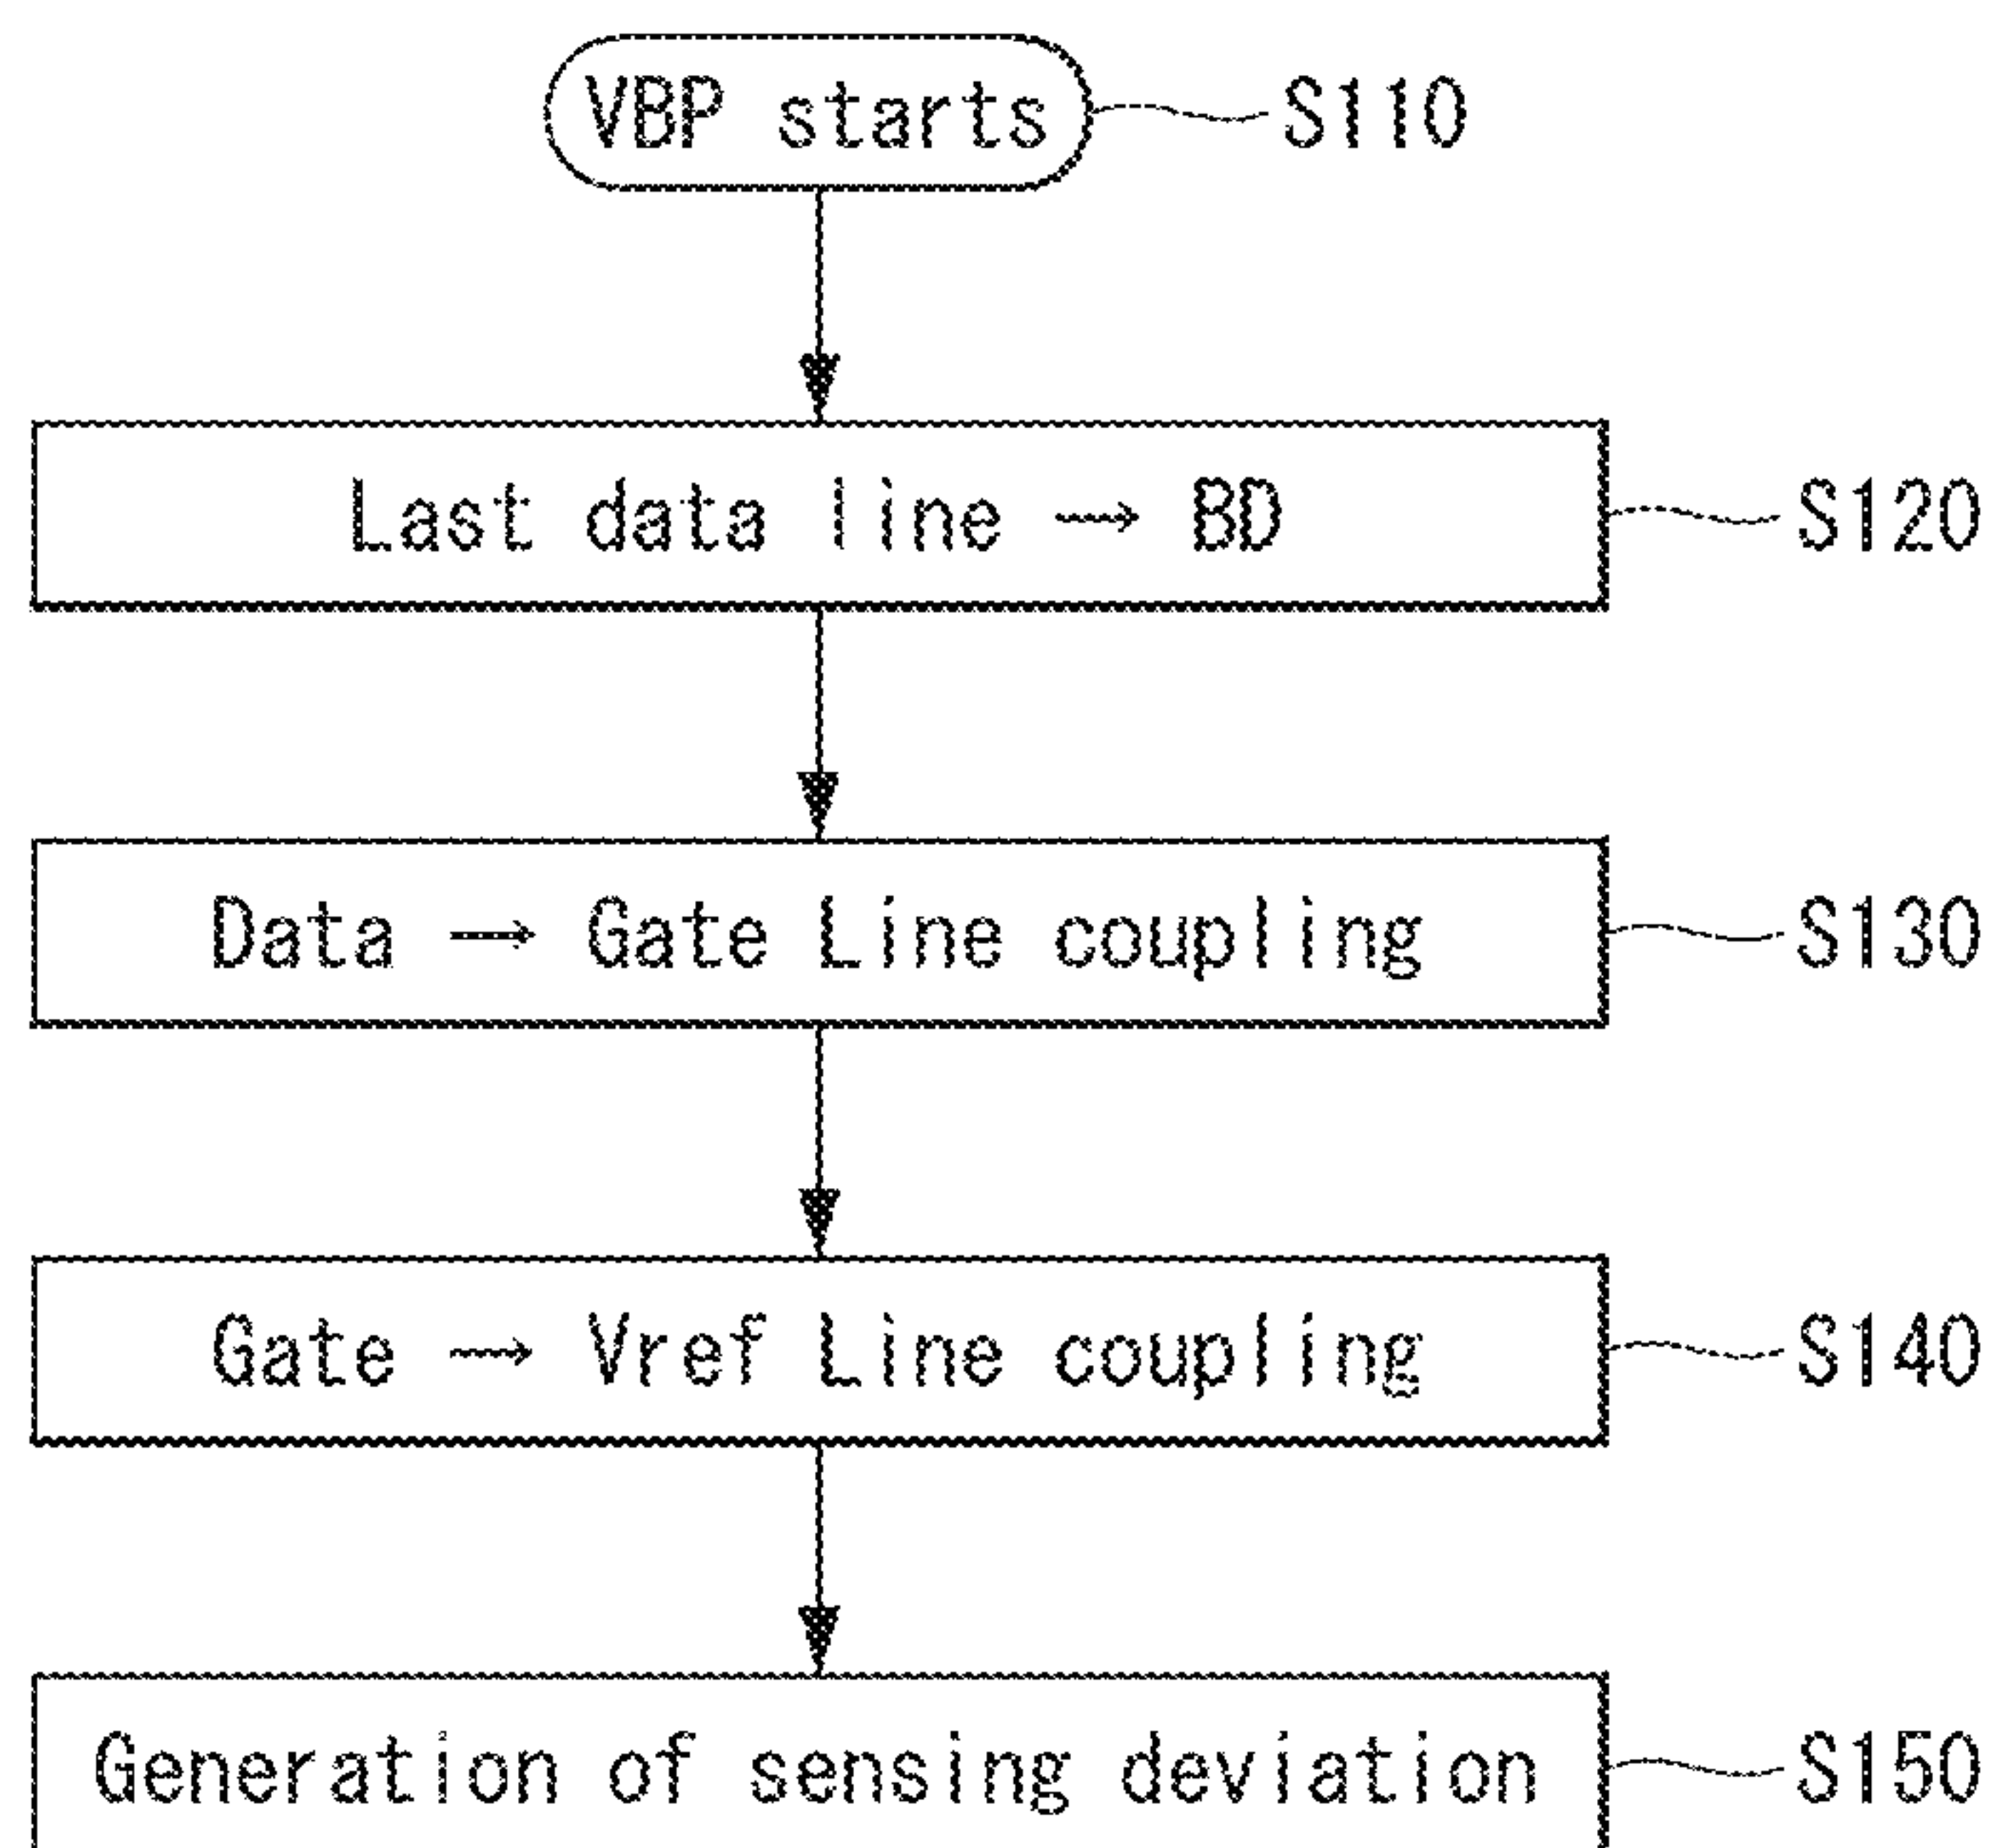 VBP starts S110
Last data line → BD S120
Data → Gate Line coupling S130
Gate → Vref Line coupling S140
Generation of sensing deviation S150